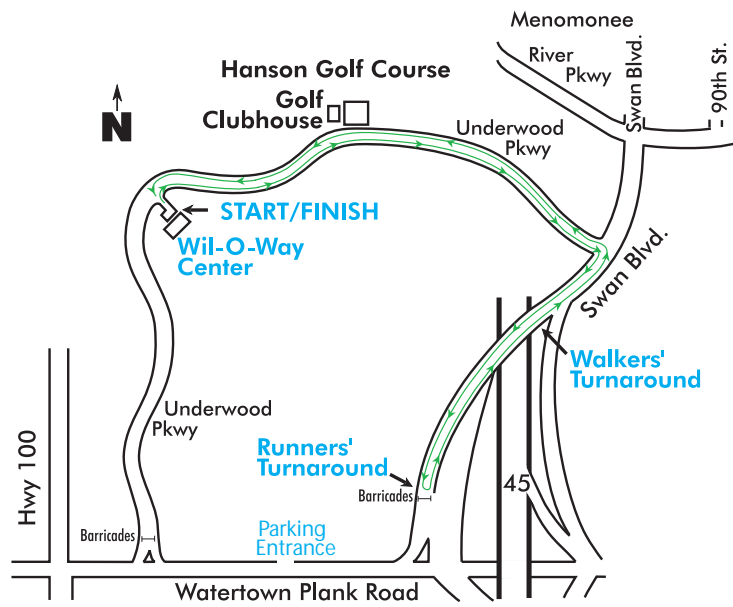 Menomonee
River
Pkwy
Swan Blvd.
- 90th St.
Hanson Golf Course
Golf
Clubhouse
Underwood
Pkwy
N
START/FINISH
Wil-O-Way
Center
Swan Blvd.
Walkers'
Turnaround
Underwood
Pkwy
Hwy 100
Runners'
Turnaround
45
Barricades
Barricades
Parking
Entrance
Watertown Plank Road